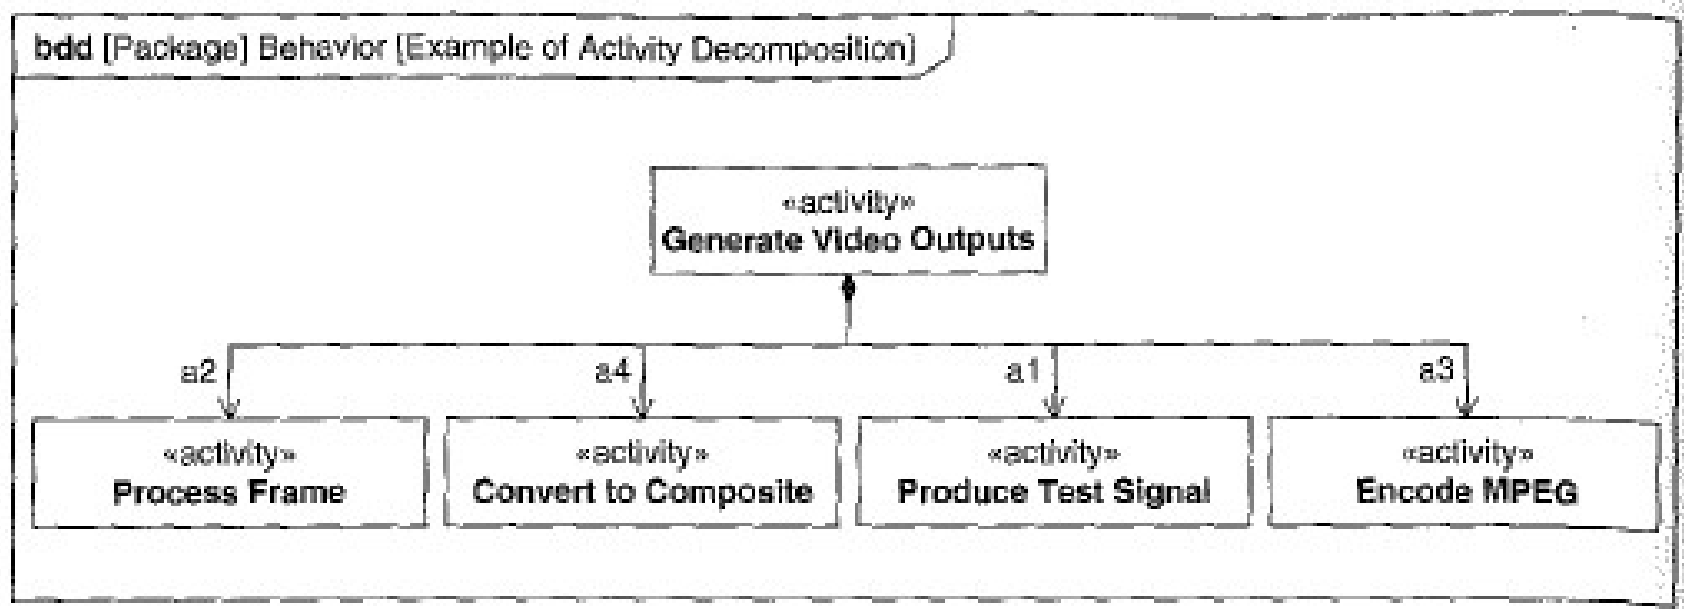 bdd [Package] Behavior [Example of Activity Decomposition]
«activity»
Generate Video Outputs
a2
a4
a1
a3
«activity»
Process Frame
«activity»
Convert to Composite
«activity»
Produce Test Signal
«activity»
Encode MPEG